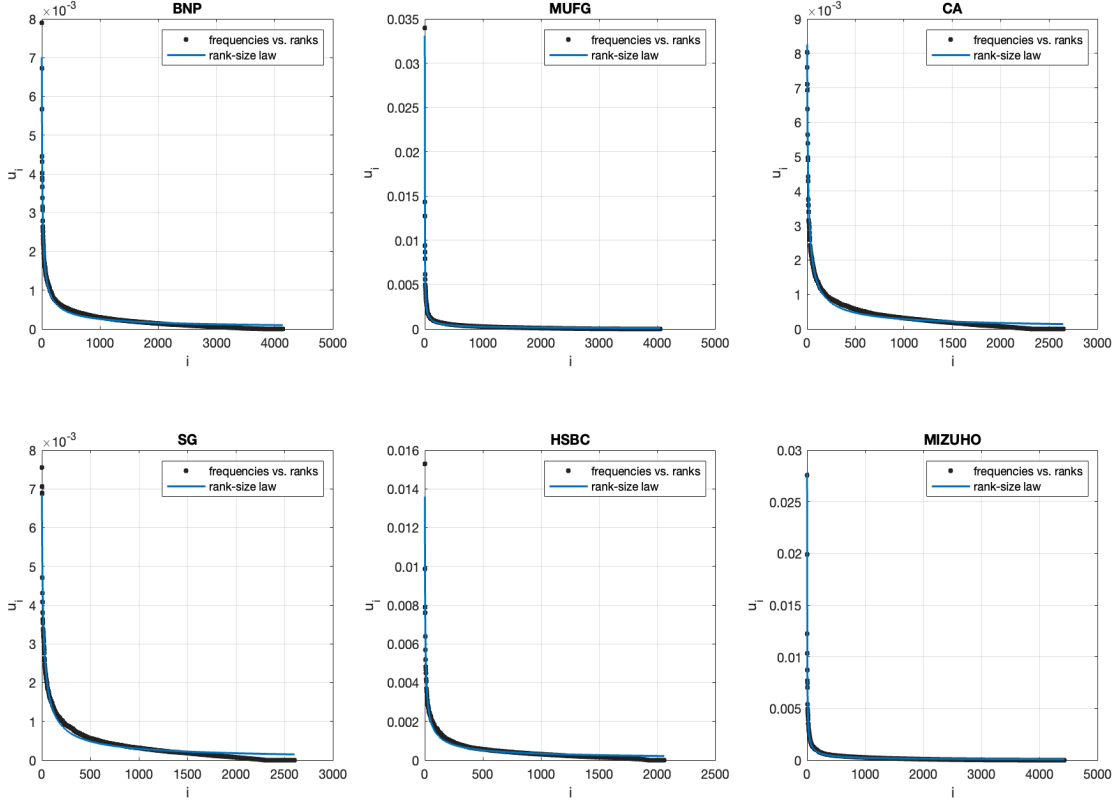 BNP
×10⁻³
8
7
6
5
4
3
2
1
0
u_i
0 1000 2000 3000 4000 5000
i
frequencies vs. ranks
rank-size law
MUFG
0.035
0.03
0.025
0.02
0.015
0.01
0.005
0
u_i
0 1000 2000 3000 4000 5000
i
frequencies vs. ranks
rank-size law
CA
×10⁻³
9
8
7
6
5
4
3
2
1
0
u_i
0 500 1000 1500 2000 2500 3000
i
frequencies vs. ranks
rank-size law
SG
×10⁻³
8
7
6
5
4
3
2
1
0
u_i
0 500 1000 1500 2000 2500 3000
i
frequencies vs. ranks
rank-size law
HSBC
0.016
0.014
0.012
0.01
0.008
0.006
0.004
0.002
0
u_i
0 500 1000 1500 2000 2500
i
frequencies vs. ranks
rank-size law
MIZUHO
0.03
0.025
0.02
0.015
0.01
0.005
0
u_i
0 1000 2000 3000 4000 5000
i
frequencies vs. ranks
rank-size law